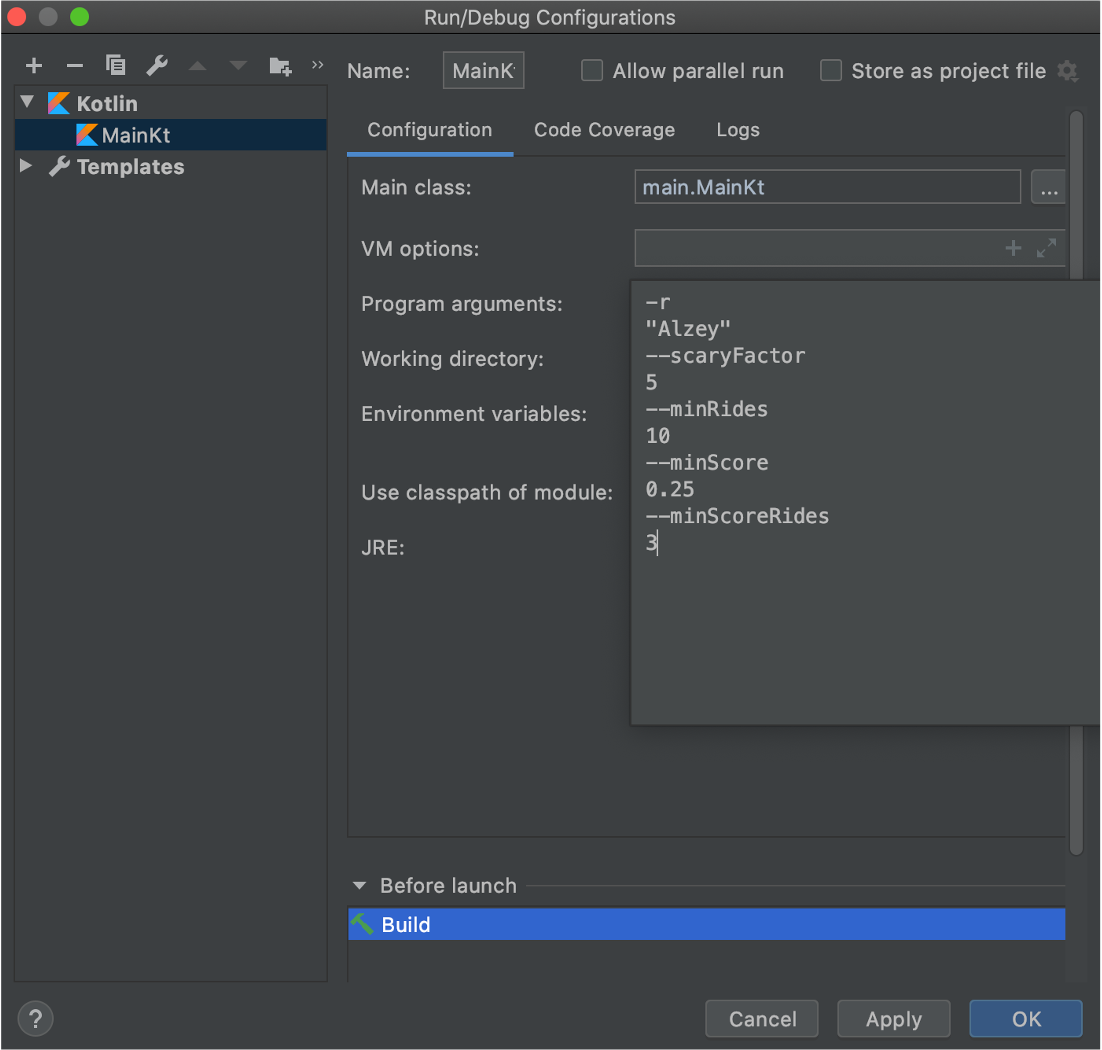 Run/Debug Configurations
Name:
MainK
Allow parallel run
Store as project file
Kotlin
MainKt
Templates
Configuration
Code Coverage
Logs
Main class:
main.MainKt
...
VM options:
Program arguments:
-r
"Alzey"
--scaryFactor
5
--minRides
10
--minScore
0.25
--minScoreRides
3
Working directory:
Environment variables:
Use classpath of module:
JRE:
Before launch
Build
?
Cancel
Apply
OK